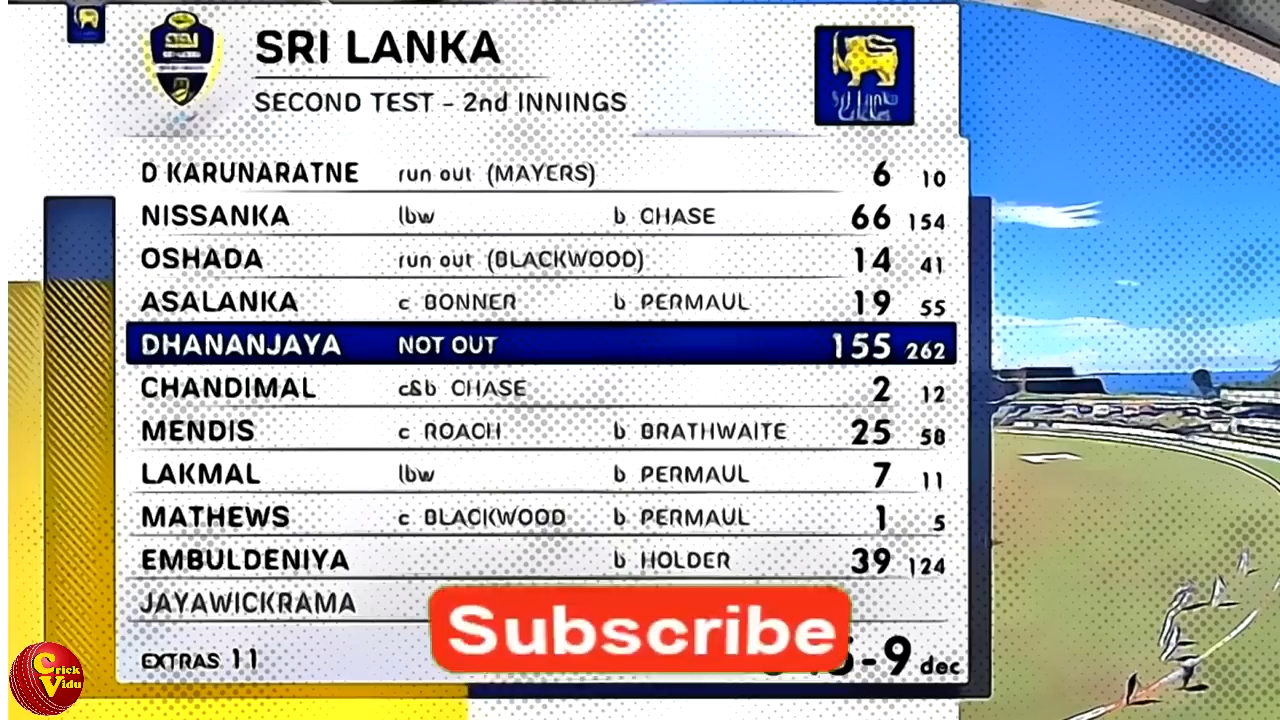 SRI LANKA
SECOND TEST - 2nd INNINGS
D KARUNARATNE run out (MAYERS) 6 10
NISSANKA lbw b CHASE 66 154
OSHADA run out (BLACKWOOD) 14 41
ASALANKA c BONNER b PERMAUL 19 55
DHANANJAYA NOT OUT 155 262
CHANDIMAL c&b CHASE 2 12
MENDIS c ROACH b BRATHWAITE 25 58
LAKMAL lbw b PERMAUL 7 11
MATHEWS c BLACKWOOD b PERMAUL 1 5
EMBULDENIYA b HOLDER 39 124
JAYAWICKRAMA
Subscribe
EXTRAS 11 -9 dec
Crick
Vidu